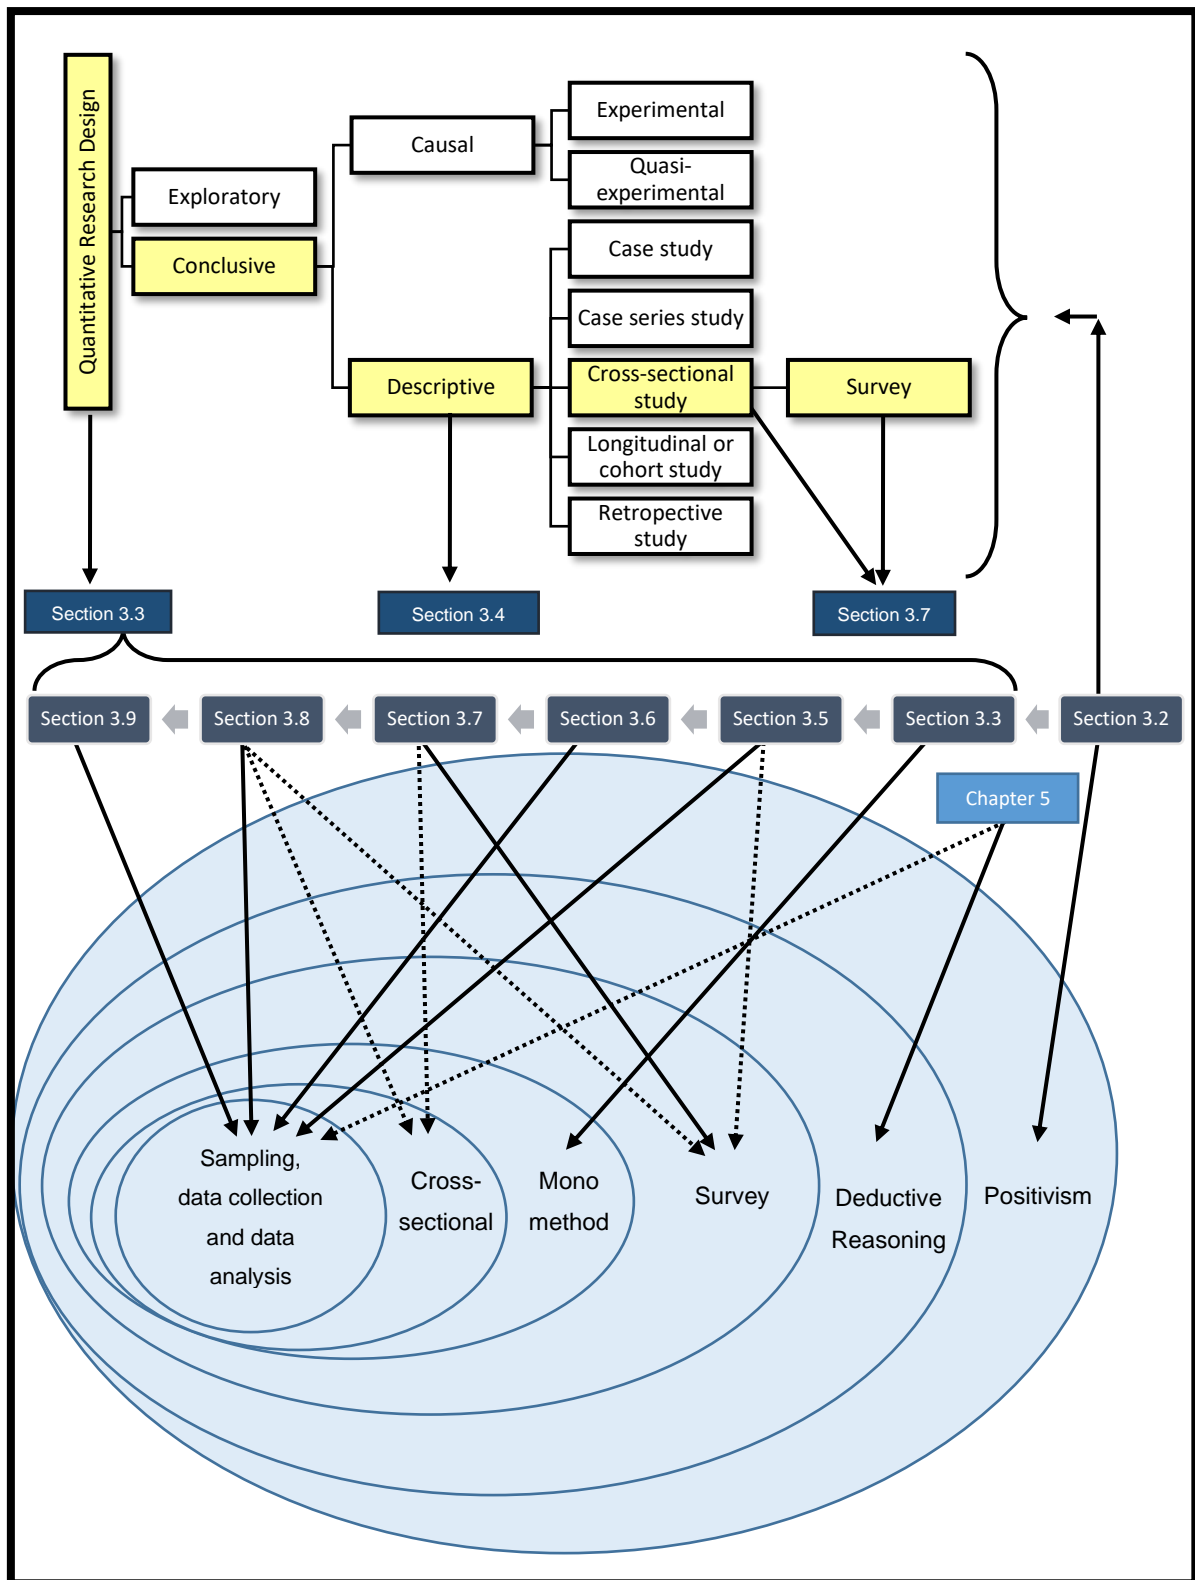 Quantitative Research Design
Exploratory
Conclusive
Causal
Descriptive
Experimental
Quasi-
experimental
Case study
Case series study
Cross-sectional
study
Longitudinal or
cohort study
Retropective
study
Survey
Section 3.3
Section 3.4
Section 3.7
Section 3.9
Section 3.8
Section 3.7
Section 3.6
Section 3.5
Section 3.3
Section 3.2
Chapter 5
Sampling,
data collection
and data
analysis
Cross-
sectional
Mono
method
Survey
Deductive
Reasoning
Positivism